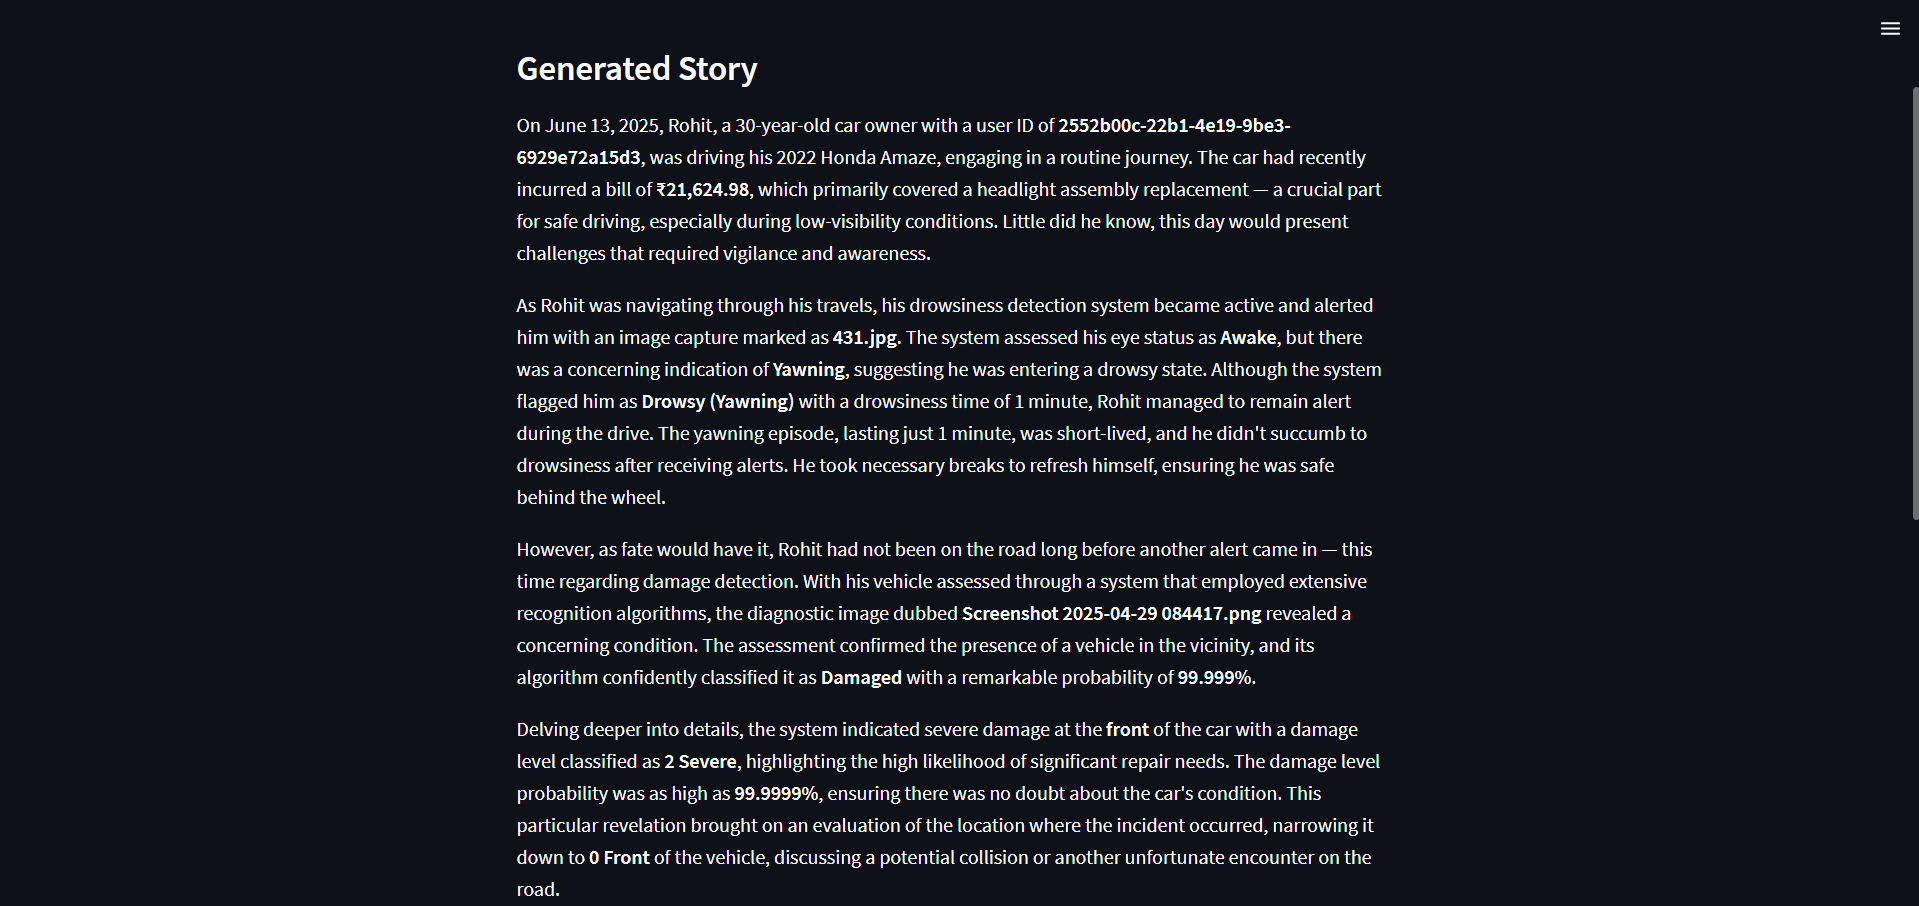 Generated Story
On June 13, 2025, Rohit, a 30-year-old car owner with a user ID of 2552b00c-22b1-4e19-9be3-
6929e72a15d3, was driving his 2022 Honda Amaze, engaging in a routine journey. The car had recently
incurred a bill of ₹21,624.98, which primarily covered a headlight assembly replacement — a crucial part
for safe driving, especially during low-visibility conditions. Little did he know, this day would present
challenges that required vigilance and awareness.
As Rohit was navigating through his travels, his drowsiness detection system became active and alerted
him with an image capture marked as 431.jpg. The system assessed his eye status as Awake, but there
was a concerning indication of Yawning, suggesting he was entering a drowsy state. Although the system
flagged him as Drowsy (Yawning) with a drowsiness time of 1 minute, Rohit managed to remain alert
during the drive. The yawning episode, lasting just 1 minute, was short-lived, and he didn't succumb to
drowsiness after receiving alerts. He took necessary breaks to refresh himself, ensuring he was safe
behind the wheel.
However, as fate would have it, Rohit had not been on the road long before another alert came in — this
time regarding damage detection. With his vehicle assessed through a system that employed extensive
recognition algorithms, the diagnostic image dubbed Screenshot 2025-04-29 084417.png revealed a
concerning condition. The assessment confirmed the presence of a vehicle in the vicinity, and its
algorithm confidently classified it as Damaged with a remarkable probability of 99.999%.
Delving deeper into details, the system indicated severe damage at the front of the car with a damage
level classified as 2 Severe, highlighting the high likelihood of significant repair needs. The damage level
probability was as high as 99.9999%, ensuring there was no doubt about the car's condition. This
particular revelation brought on an evaluation of the location where the incident occurred, narrowing it
down to 0 Front of the vehicle, discussing a potential collision or another unfortunate encounter on the
road.